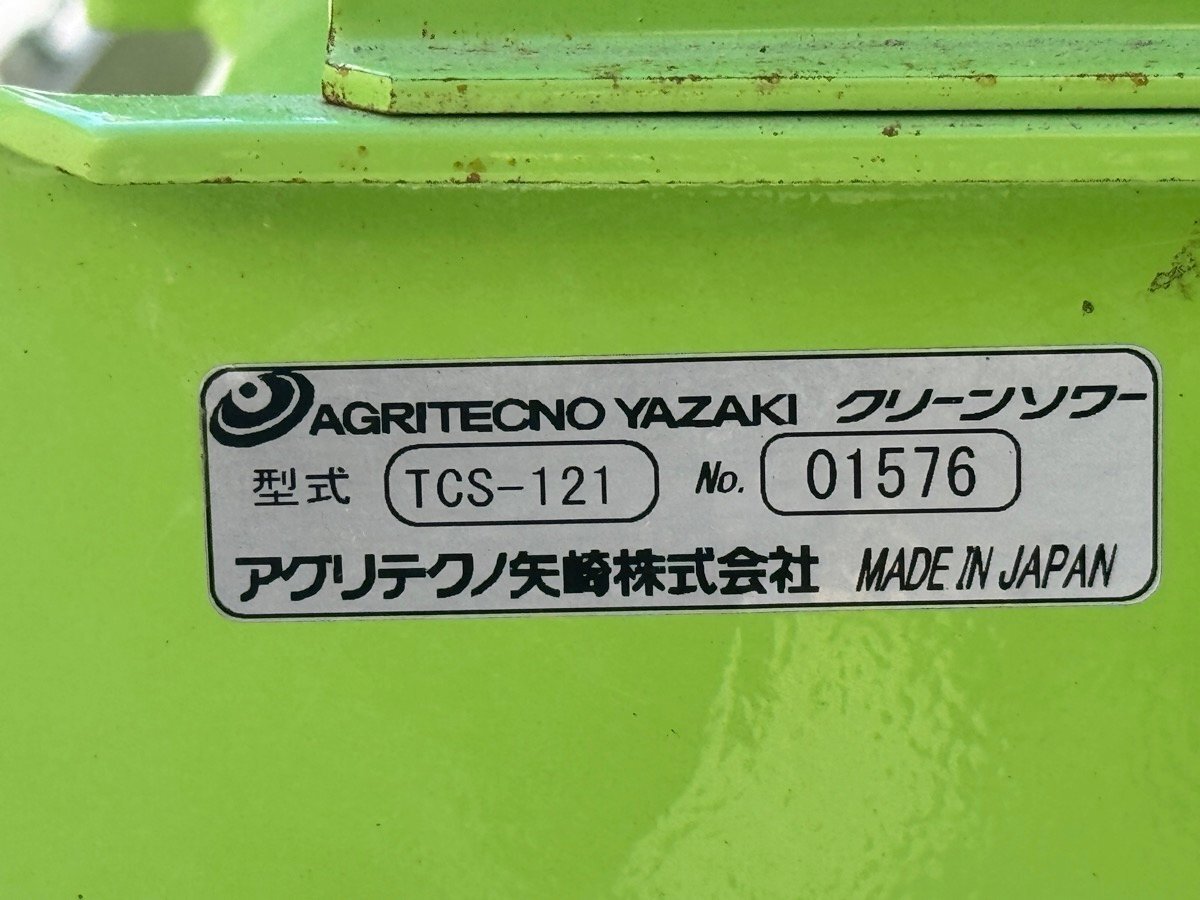 AGRITECNO YAZAKI クリーンソワー
型式 TCS-121 No. 01576
アグリテクノ矢崎株式会社 MADE IN JAPAN